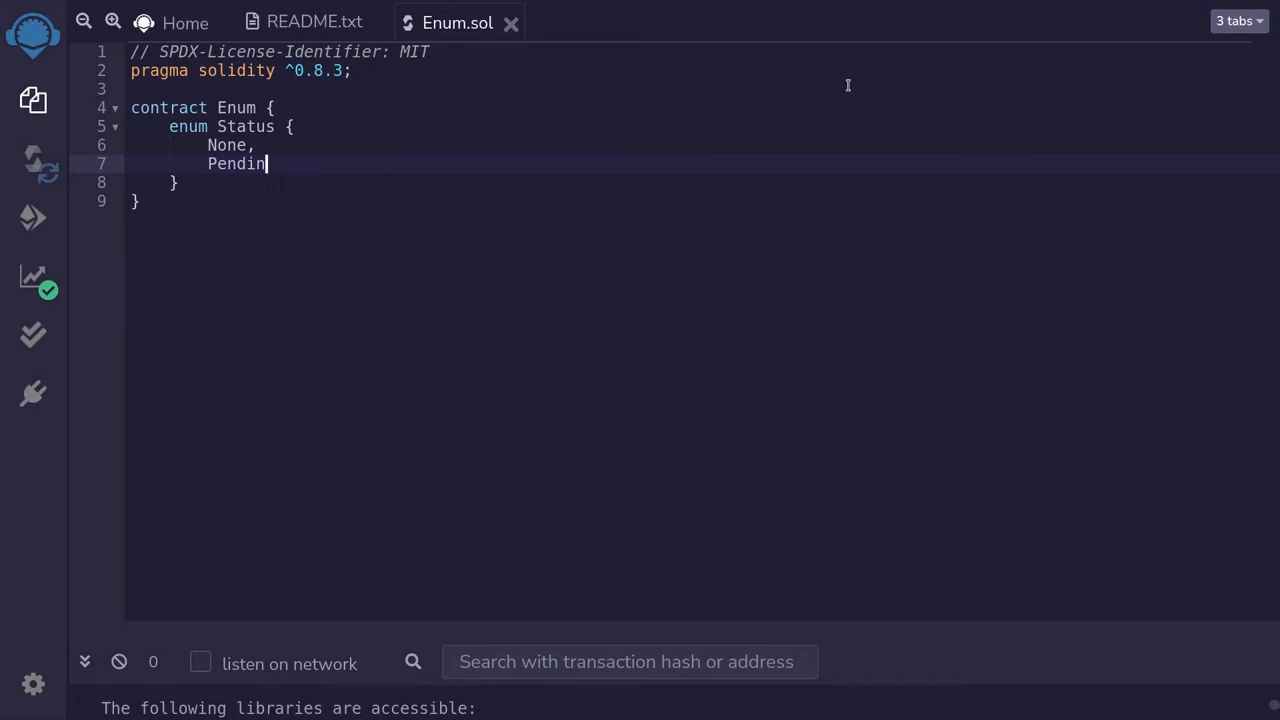 Home README.txt Enum.sol 3 tabs
1 // SPDX-License-Identifier: MIT
2 pragma solidity ^0.8.3;
3
4 contract Enum {
5 enum Status {
6 None,
7 Pendin
8 }
9 }
0 listen on network Search with transaction hash or address
The following libraries are accessible: